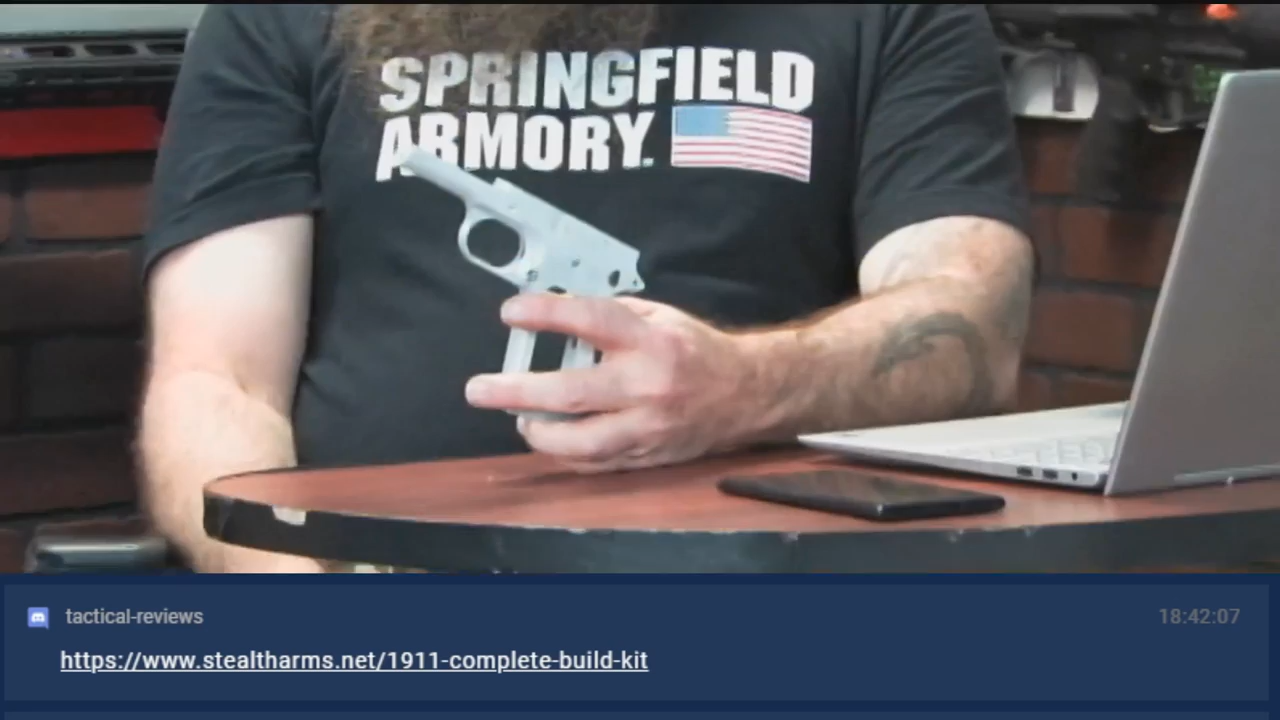 SPRINGFIELD
ARMORY.
tactical-reviews
18:42:07
https://www.stealtharms.net/1911-complete-build-kit